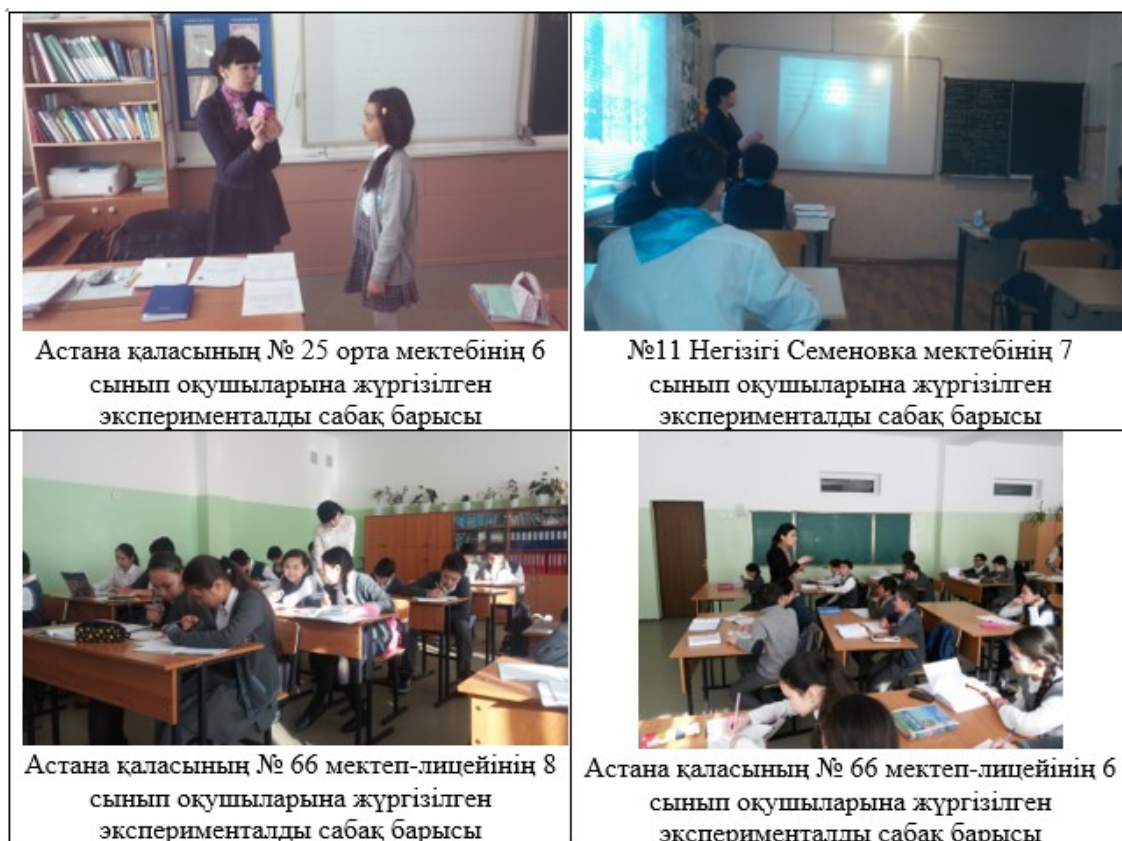 Астана қаласының № 25 орта мектебінің 6
сынып оқушыларына жүргізілген
эксперименталды сабақ барысы
№11 Негізігі Семеновка мектебінің 7
сынып оқушыларына жүргізілген
эксперименталды сабақ барысы
Астана қаласының № 66 мектеп-лицейінің 8
сынып оқушыларына жүргізілген
эксперименталды сабақ барысы
Астана қаласының № 66 мектеп-лицейінің 6
сынып оқушыларына жүргізілген
эксперименталды сабақ барысы